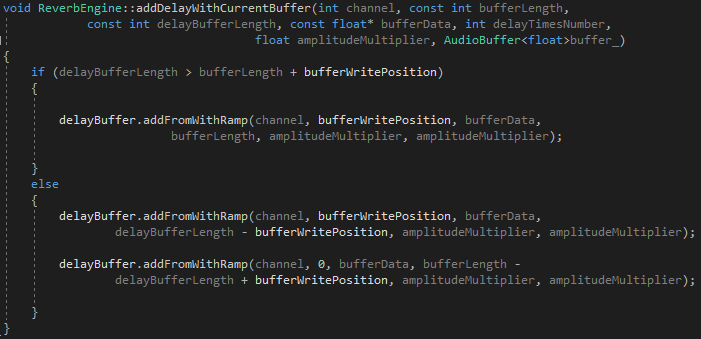 void ReverbEngine::addDelayWithCurrentBuffer(int channel, const int bufferLength,
const int delayBufferLength, const float* bufferData, int delayTimesNumber,
float amplitudeMultiplier, AudioBuffer<float>buffer_)
{
if (delayBufferLength > bufferLength + bufferWritePosition)
{
delayBuffer.addFromWithRamp(channel, bufferWritePosition, bufferData,
bufferLength, amplitudeMultiplier, amplitudeMultiplier);
}
else
{
delayBuffer.addFromWithRamp(channel, bufferWritePosition, bufferData,
delayBufferLength - bufferWritePosition, amplitudeMultiplier, amplitudeMultiplier);
delayBuffer.addFromWithRamp(channel, 0, bufferData, bufferLength -
delayBufferLength + bufferWritePosition, amplitudeMultiplier, amplitudeMultiplier);
}
}